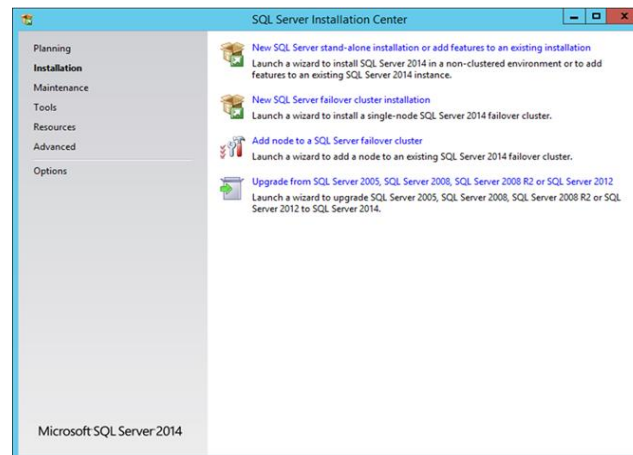 SQL Server Installation Center
Planning
Installation
Maintenance
Tools
Resources
Advanced
Options
New SQL Server stand-alone installation or add features to an existing installation
Launch a wizard to install SQL Server 2014 in a non-clustered environment or to add
features to an existing SQL Server 2014 instance.
New SQL Server failover cluster installation
Launch a wizard to install a single-node SQL Server 2014 failover cluster.
Add node to a SQL Server failover cluster
Launch a wizard to add a node to an existing SQL Server 2014 failover cluster.
Upgrade from SQL Server 2005, SQL Server 2008, SQL Server 2008 R2 or SQL Server 2012
Launch a wizard to upgrade SQL Server 2005, SQL Server 2008, SQL Server 2008 R2 or SQL
Server 2012 to SQL Server 2014.
Microsoft SQL Server 2014